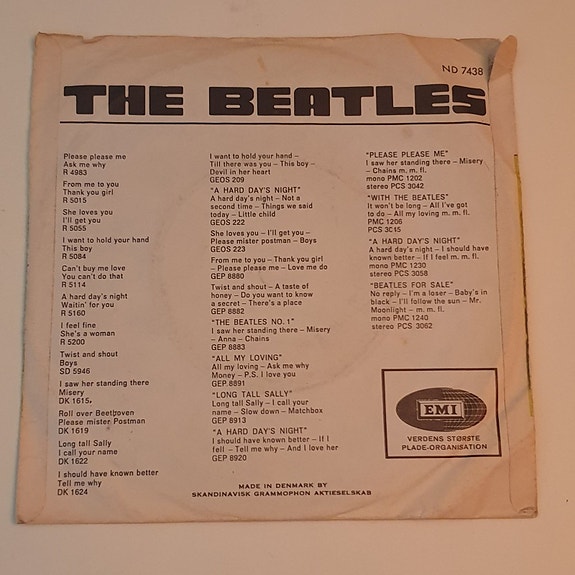 ND 7438
THE BEATLES
Please please me
Ask me why
R 4983
From me to you
Thank you girl
R 5015
She loves you
I'll get you
R 5055
I want to hold your hand
This boy
R 5084
Can't buy me love
You can't do that
R 5114
A hard day's night
Waitin' for you
R 5160
I feel fine
She's a woman
R 5200
Twist and shout
Boys
SD 5946
I saw her standing there
Misery
DK 1615.
Roll over Beethoven
Please mister Postman
DK 1619
Long tall Sally
I call your name
DK 1622
I should have known better
Tell me why
DK 1624
I want to hold your hand –
Till there was you – This boy –
Devil in her heart
GEOS 209
"A HARD DAY'S NIGHT"
A hard day's night – Not a
second time – Things we said
today – Little child
GEOS 222
She loves you – I'll get you –
Please mister postman – Boys
GEOS 223
From me to you – Thank you girl
– Please please me – Love me do
GEP 8880
Twist and shout – A taste of
honey – Do you want to know
a secret – There's a place
GEP 8882
"THE BEATLES NO. 1"
I saw her standing there – Misery
– Anna – Chains
GEP 8883
"ALL MY LOVING"
All my loving – Ask me why
Money – P.S. I love you
GEP.8891
"LONG TALL SALLY"
Long tall Sally – I call your
name – Slow down – Matchbox
GEP 8913
"A HARD DAY'S NIGHT"
I should have known better – If I
fell – Tell me why – And I love her
GEP 8920
"PLEASE PLEASE ME"
I saw her standing there – Misery
– Chains m. m. fl.
mono PMC 1202
stereo PCS 3042
"WITH THE BEATLES"
It won't be long – All I've got
to do – All my loving m. m. fl.
PMC 1206
PCS 3045
"A HARD DAY'S NIGHT"
A hard day's night – I should have
known better – If I feel m. m. fl.
mono PMC 1230
stereo PCS 3058
"BEATLES FOR SALE"
No reply – I'm a loser – Baby's in
black – I'll follow the sun – Mr.
Moonlight – m. m. fl.
mono PMC 1240
stereo PCS 3062
EMI
VERDENS STØRSTE
PLADE-ORGANISATION
MADE IN DENMARK BY
SKANDINAVISK GRAMMOPHON AKTIESELSKAB